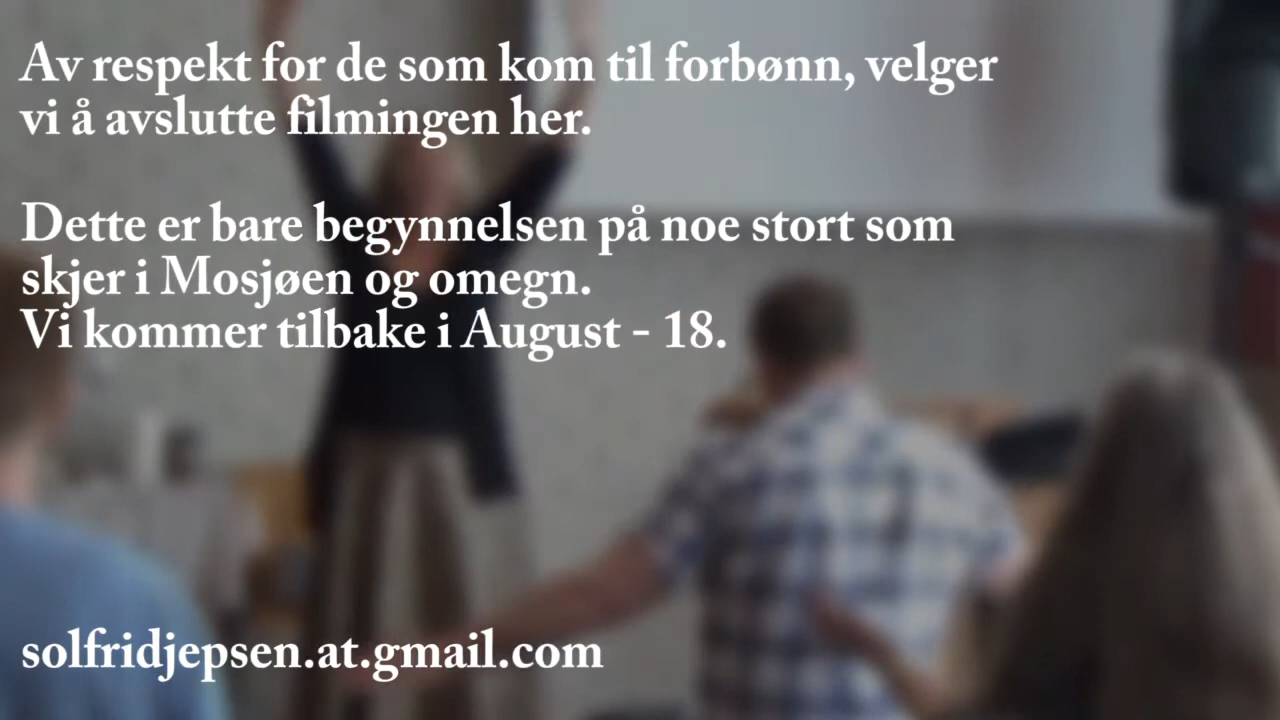 Av respekt for de som kom til forbønn, velger
vi å avslutte filmingen her.
Dette er bare begynnelsen på noe stort som
skjer i Mosjøen og omegn.
Vi kommer tilbake i August - 18.
solfridjepsen.at.gmail.com